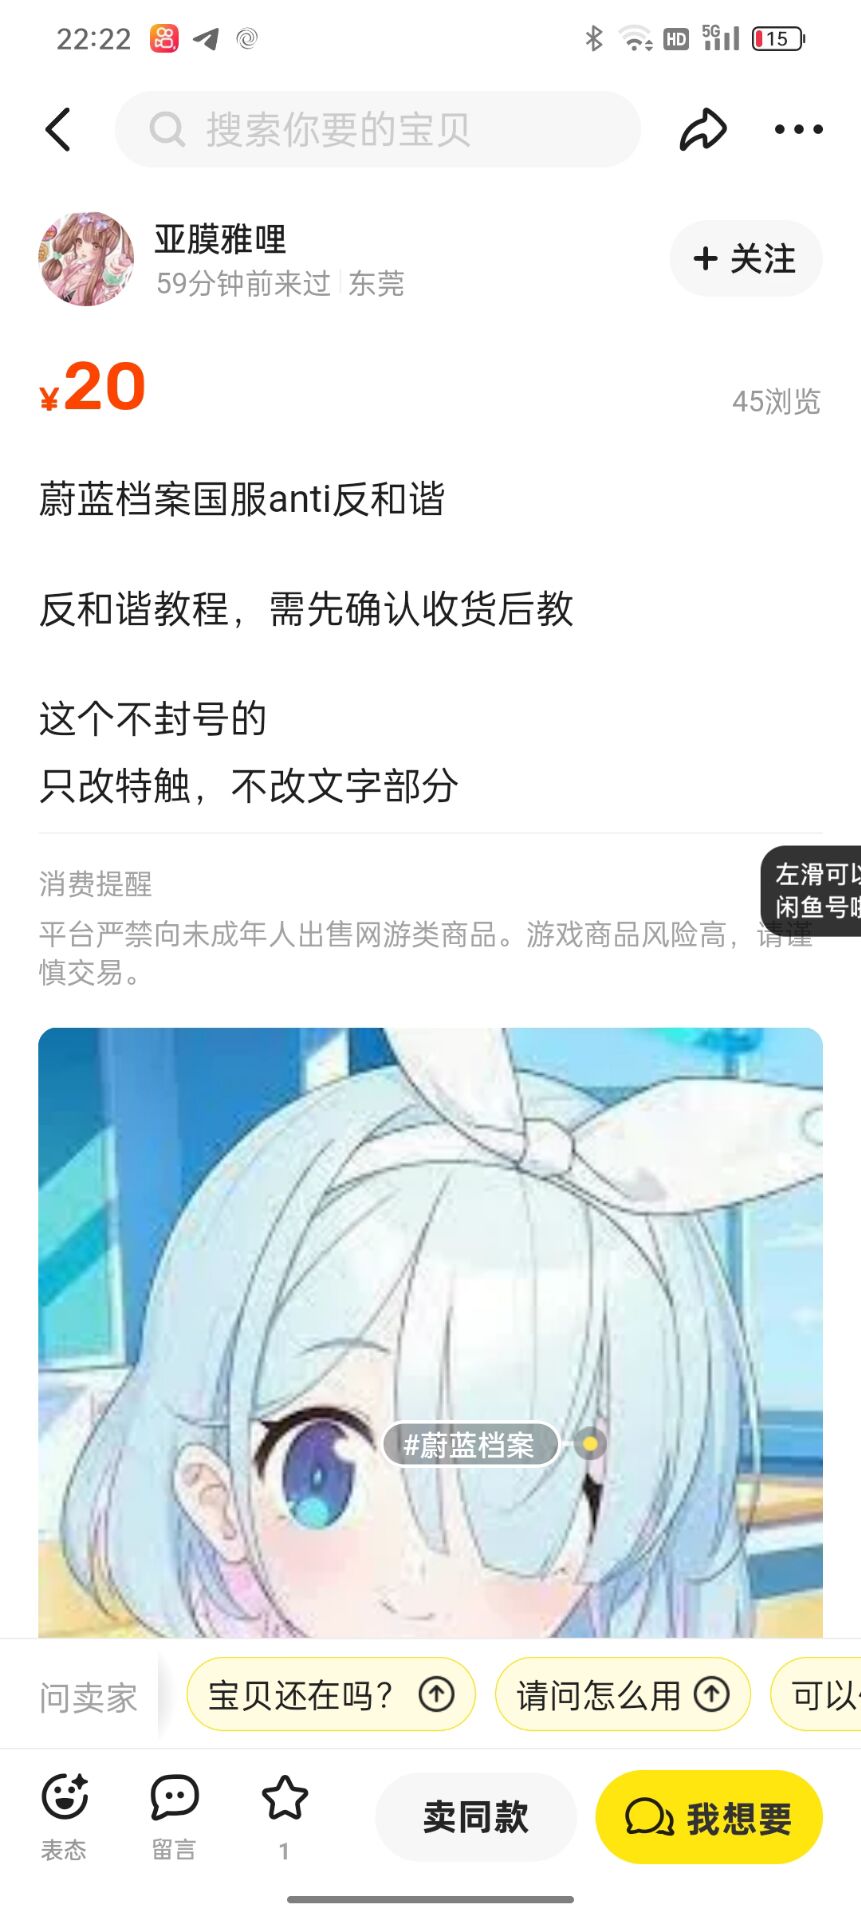 22:22
HD 5G 15
搜索你要的宝贝
亚膜雅哩
59分钟前来过 东莞
+ 关注
¥20
45浏览
蔚蓝档案国服anti反和谐
反和谐教程，需先确认收货后教
这个不封号的
只改特触，不改文字部分
消费提醒
左滑可以
闲鱼号
平台严禁向未成年人出售网游类商品。游戏商品风险高，请谨
慎交易。
#蔚蓝档案
问卖家
宝贝还在吗？
请问怎么用
可以
表态
留言
1
卖同款
我想要